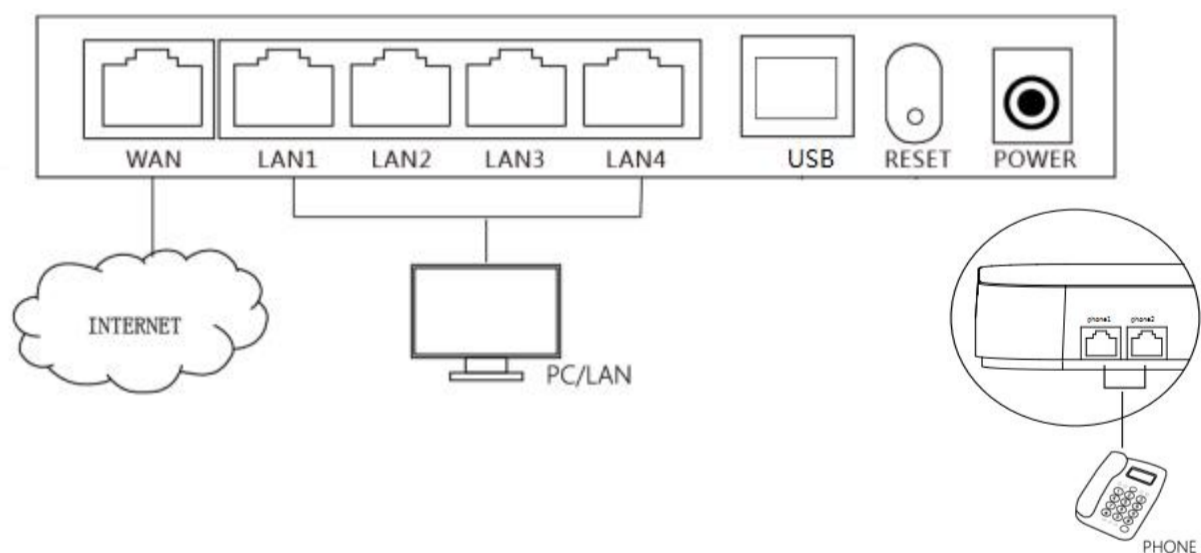 WAN LAN1 LAN2 LAN3 LAN4 USB RESET POWER
INTERNET
PC/LAN
phone1 phone2
PHONE